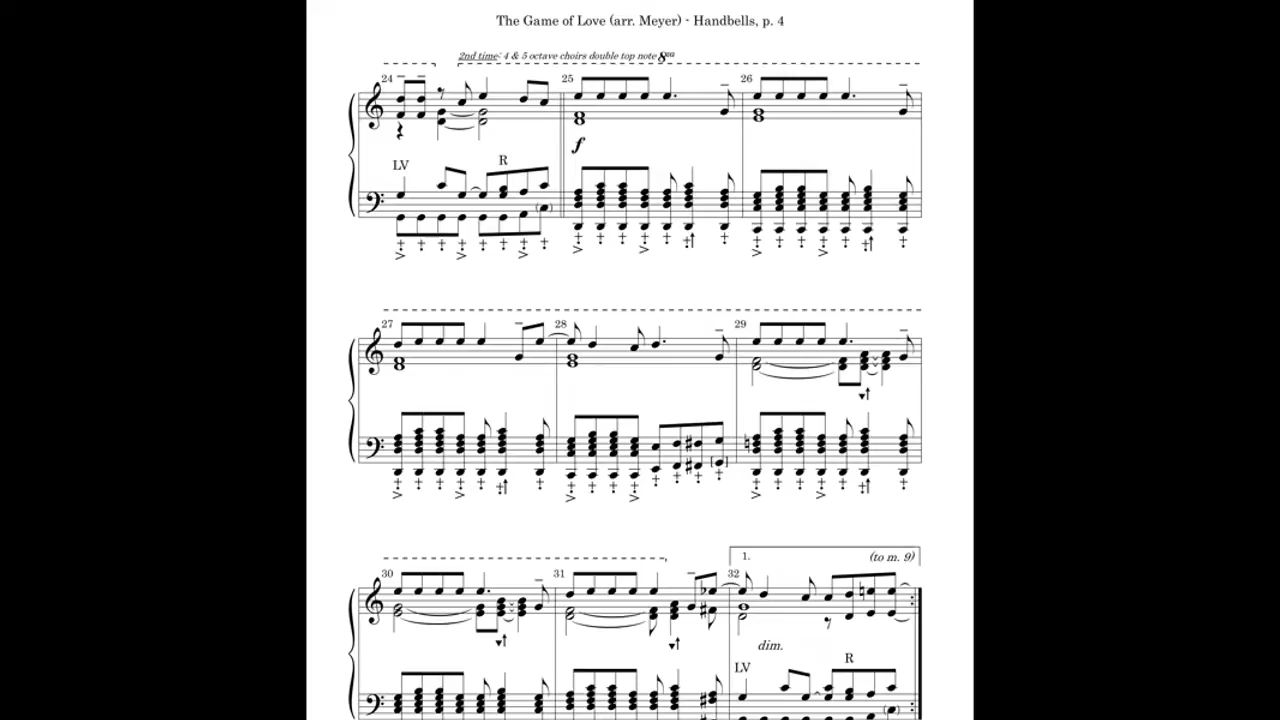 The Game of Love (arr. Meyer) - Handbells, p. 4
2nd time: 4 & 5 octave choirs double top note 8va
24 25 26
f
LV R
27 28 29
1. (to m. 9)
30 31 32
dim.
LV R